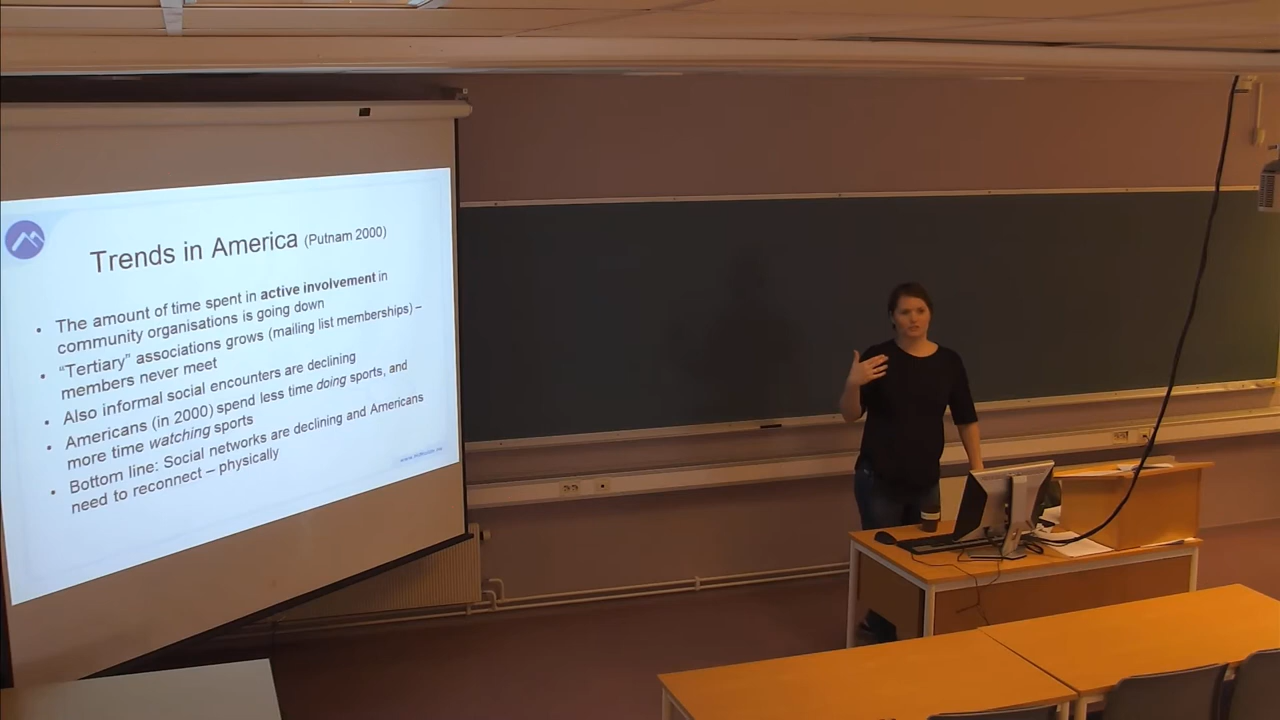 Trends in America (Putnam 2000)
• The amount of time spent in active involvement in
community organisations is going down
• “Tertiary” associations grows (mailing list memberships) –
members never meet
• Also informal social encounters are declining
• Americans (in 2000) spend less time doing sports, and
more time watching sports
• Bottom line: Social networks are declining and Americans
need to reconnect – physically